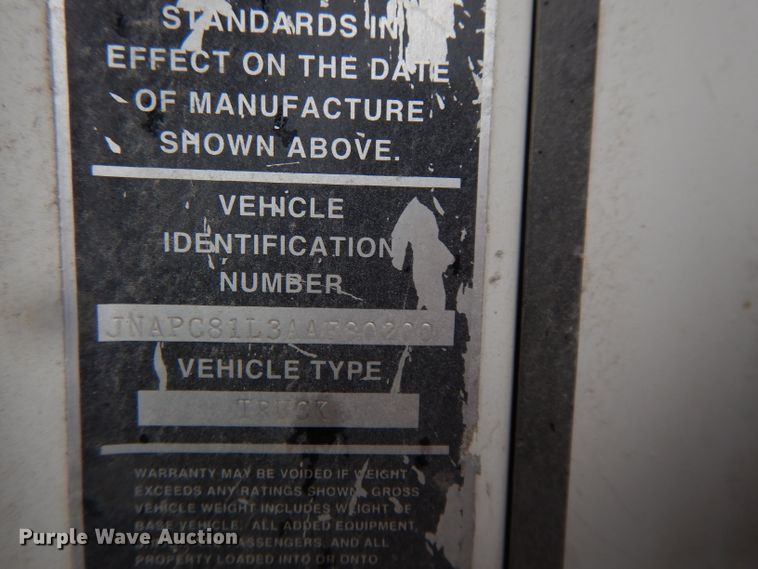 STANDARDS IN
EFFECT ON THE DATE
OF MANUFACTURE
SHOWN ABOVE.
VEHICLE
IDENTIFICATION
NUMBER
VEHICLE TYPE
TRUCK
WARRANTY MAY BE VOIDED IF WEIGHT
EXCEEDS ANY RATINGS SHOWN. GROSS
VEHICLE WEIGHT INCLUDES WEIGHT OF
BASE VEHICLE, ALL ADDED EQUIPMENT,
PASSENGERS, AND ALL
PROPERTY LOADED INTO OR ONTO
Purple Wave Auction